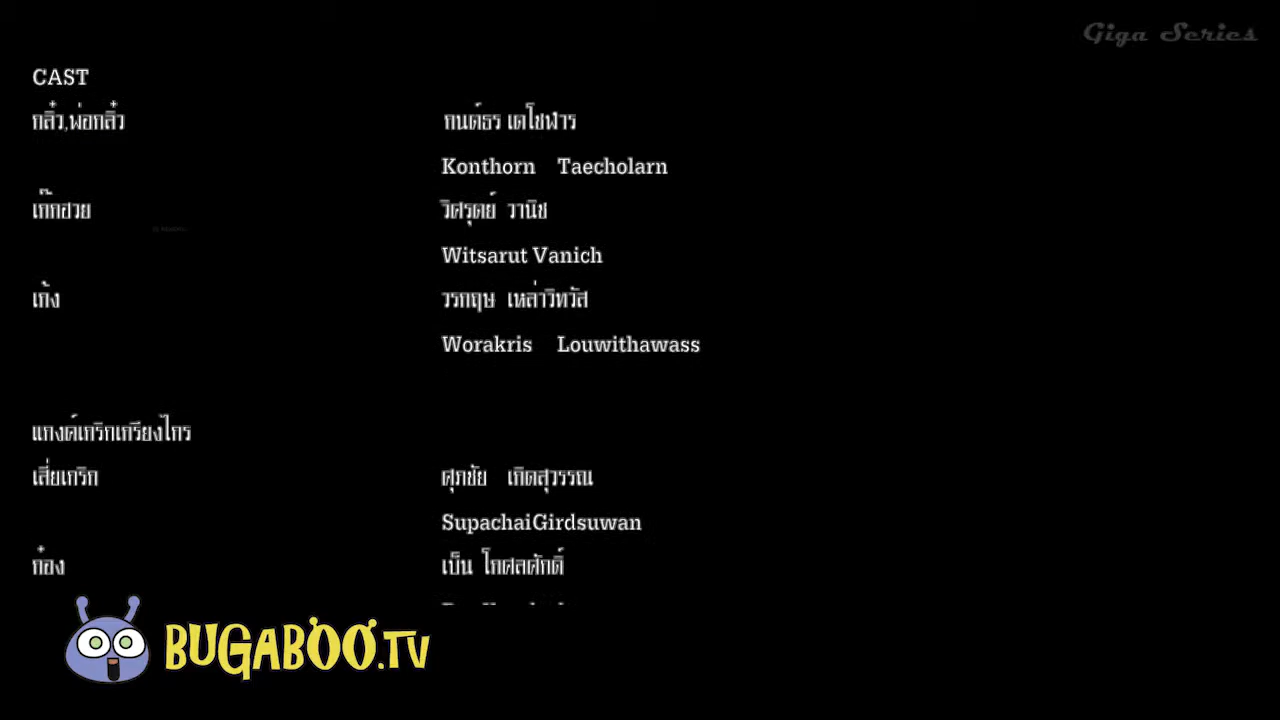 Giga Series
CAST
กลิ๋ว,พ่อกลิ๋ว กนต์ธร เตโชฬาร
Konthorn Taecholarn
เก๊กฮวย วิศรุตย์ วานิช
Witsarut Vanich
เก้ง วรกฤษ เหล่าวิทวัส
Worakris Louwithawass
แกงค์เกริกเกรียงไกร
เสี่ยเกริก ศุภชัย เกิดสุวรรณ
SupachaiGirdsuwan
ก๋อง เบ็น โกศลศักดิ์
BUGABOO.TV